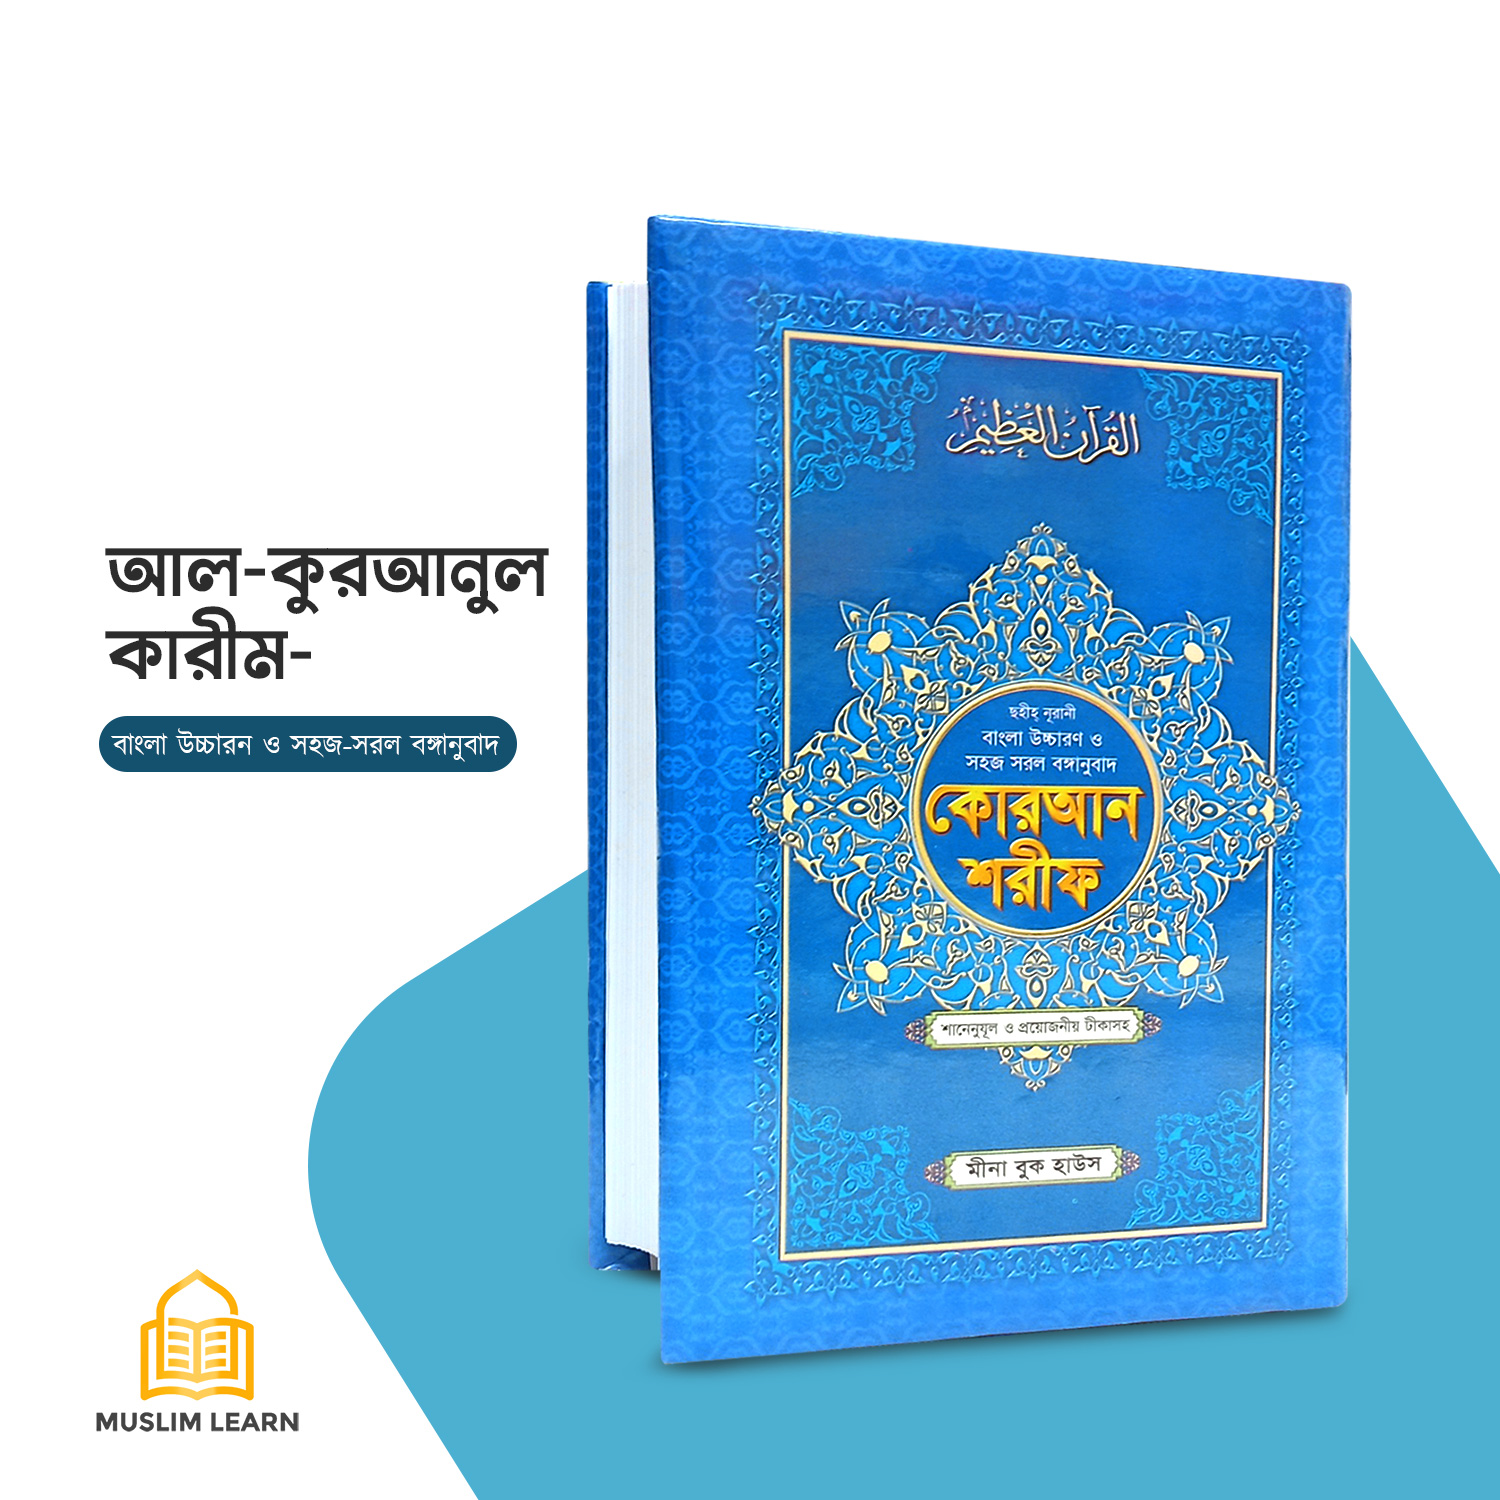 আল-কুরআনুল
কারীম-
বাংলা উচ্চারন ও সহজ-সরল বঙ্গানুবাদ
القرآن العظيم
ছহীহ্ নূরানী
বাংলা উচ্চারণ ও
সহজ সরল বঙ্গানুবাদ
কোরআন
শরীফ
শানেনুযূল ও প্রয়োজনীয় টীকাসহ
মীনা বুক হাউস
MUSLIM LEARN